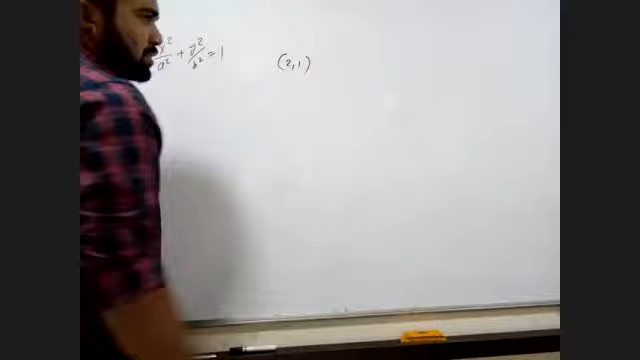 x²/a² + y²/b² = 1 (2,1)